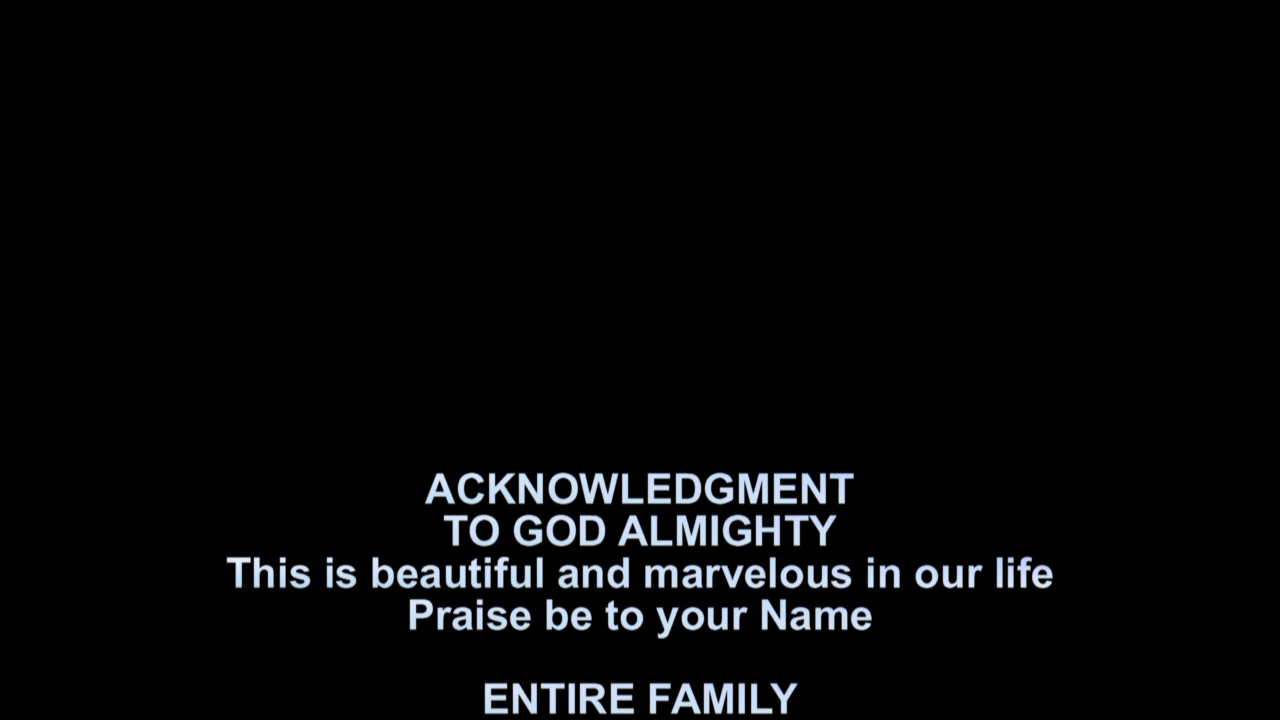 ACKNOWLEDGMENT
TO GOD ALMIGHTY
This is beautiful and marvelous in our life
Praise be to your Name
ENTIRE FAMILY